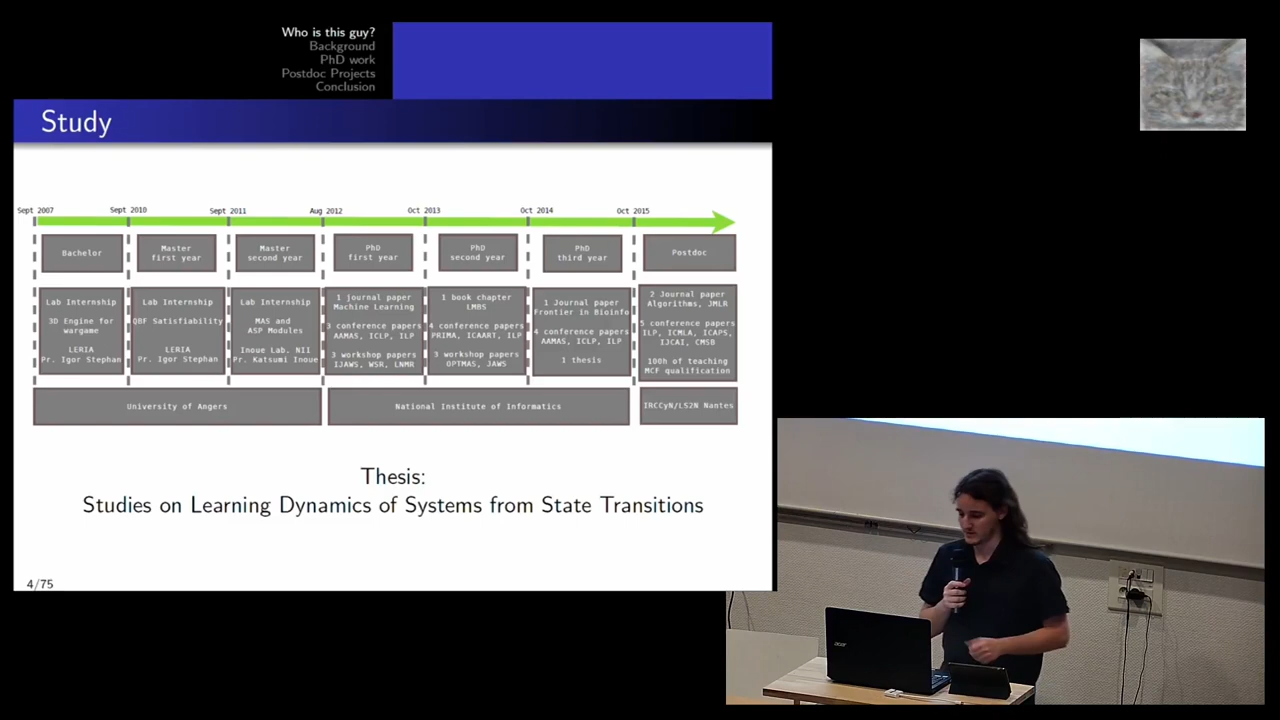 Who is this guy?
Background
PhD work
Postdoc Projects
Conclusion
Study
Sept 2007
Sept 2010
Sept 2011
Aug 2012
Oct 2013
Oct 2014
Oct 2015
Bachelor
Master
first year
Master
second year
PhD
first year
PhD
second year
PhD
third year
Postdoc
Lab Internship
3D Engine for
wargame
LERIA
Pr. Igor Stephan
Lab Internship
QBF Satisfiability
LERIA
Pr. Igor Stephan
Lab Internship
MAS and
ASP Modules
Inoue Lab. NII
Pr. Katsumi Inoue
1 journal paper
Machine Learning
3 conference papers
AAMAS, ICLP, ILP
3 workshop papers
IJAWS, WSR, LNMR
1 book chapter
LMBS
4 conference papers
PRIMA, ICAART, ILP
3 workshop papers
OPTMAS, JAWS
1 Journal paper
Frontier in Bioinfo
4 conference papers
AAMAS, ICLP, ILP
1 thesis
2 Journal paper
Algorithms, JMLR
5 conference papers
ILP, ICMLA, ICAPS,
IJCAI, CMSB
100h of teaching
MCF qualification
University of Angers
National Institute of Informatics
IRCCyN/LS2N Nantes
Thesis:
Studies on Learning Dynamics of Systems from State Transitions
4/75
acer